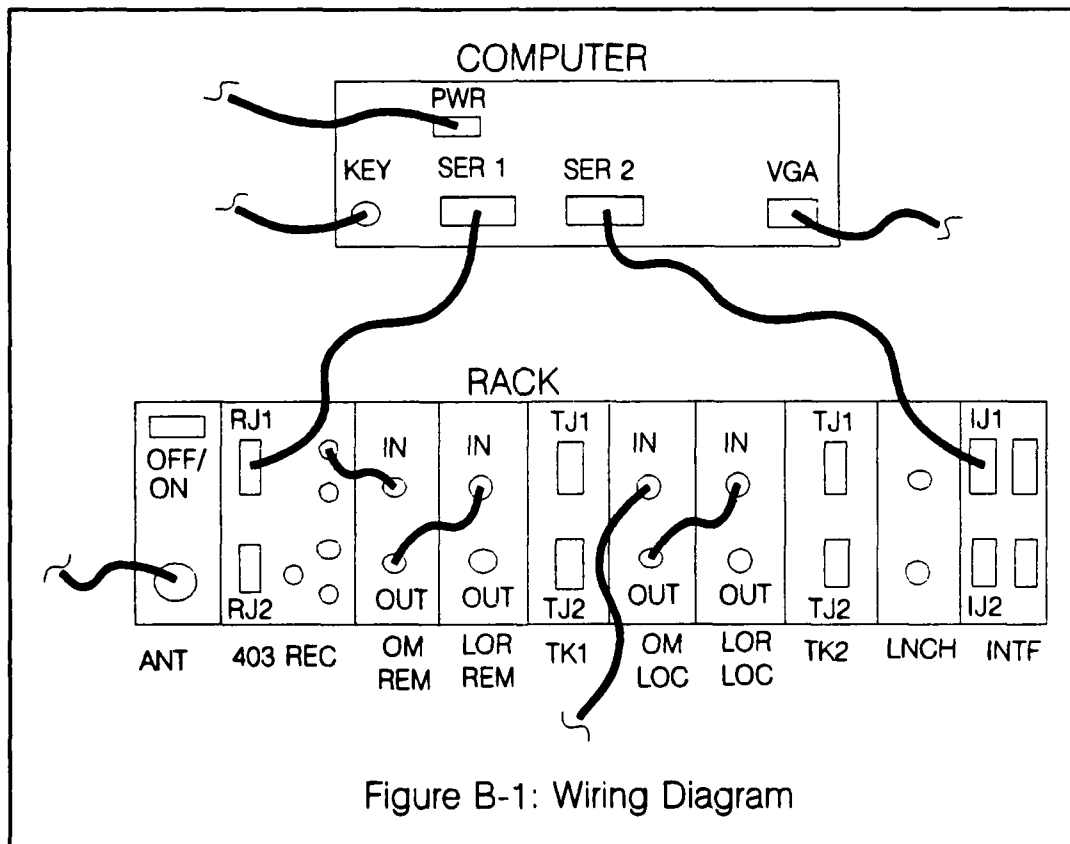 COMPUTER
PWR
KEY SER 1 SER 2 VGA
RACK
OFF/
ON
RJ1
RJ2
IN
OUT
IN
OUT
TJ1
TJ2
IN
OUT
IN
OUT
TJ1
TJ2
IJ1
IJ2
ANT
403 REC
OM
REM
LOR
REM
TK1
OM
LOC
LOR
LOC
TK2
LNCH
INTF
Figure B-1: Wiring Diagram